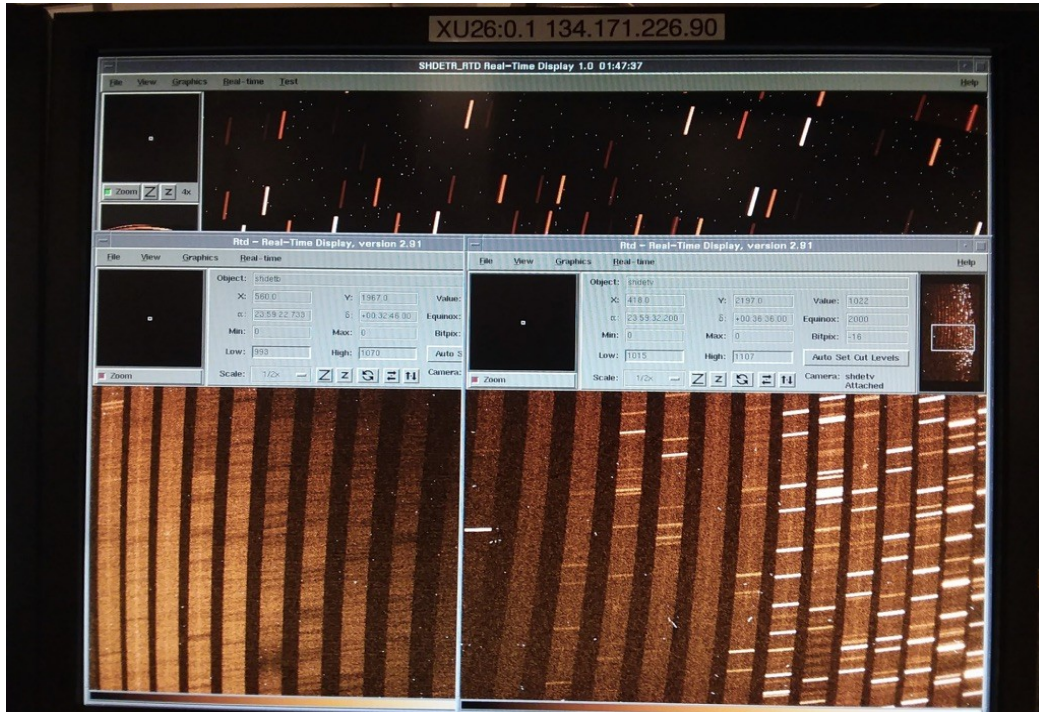 XU26:0.1 134.171.226.90
SHDETR_RTD Real-Time Display 1.0 01:47:37
File View Graphics Real-time Test Help
Zoom Z z 4x
Rtd - Real-Time Display, version 2.91
File View Graphics Real-time
Object: shdetb
X: 560.0 Y: 1967.0 Value:
α: 23:59:22.733 δ: +00:32:46.80 Equinox:
Min: 0 Max: 0 Bitpix:
Low: 993 High: 1070 Auto S
Scale: 1/2x Z z Camera:
Zoom
Rtd - Real-Time Display, version 2.91
File View Graphics Real-time Help
Object: shdetv
X: 418.0 Y: 2197.0 Value: 1022
α: 23:59:32.200 δ: +00:36:36.00 Equinox: 2000
Min: 0 Max: 0 Bitpix: -16
Low: 1015 High: 1107 Auto Set Cut Levels
Scale: 1/2x Z z Camera: shdetv
Attached
Zoom